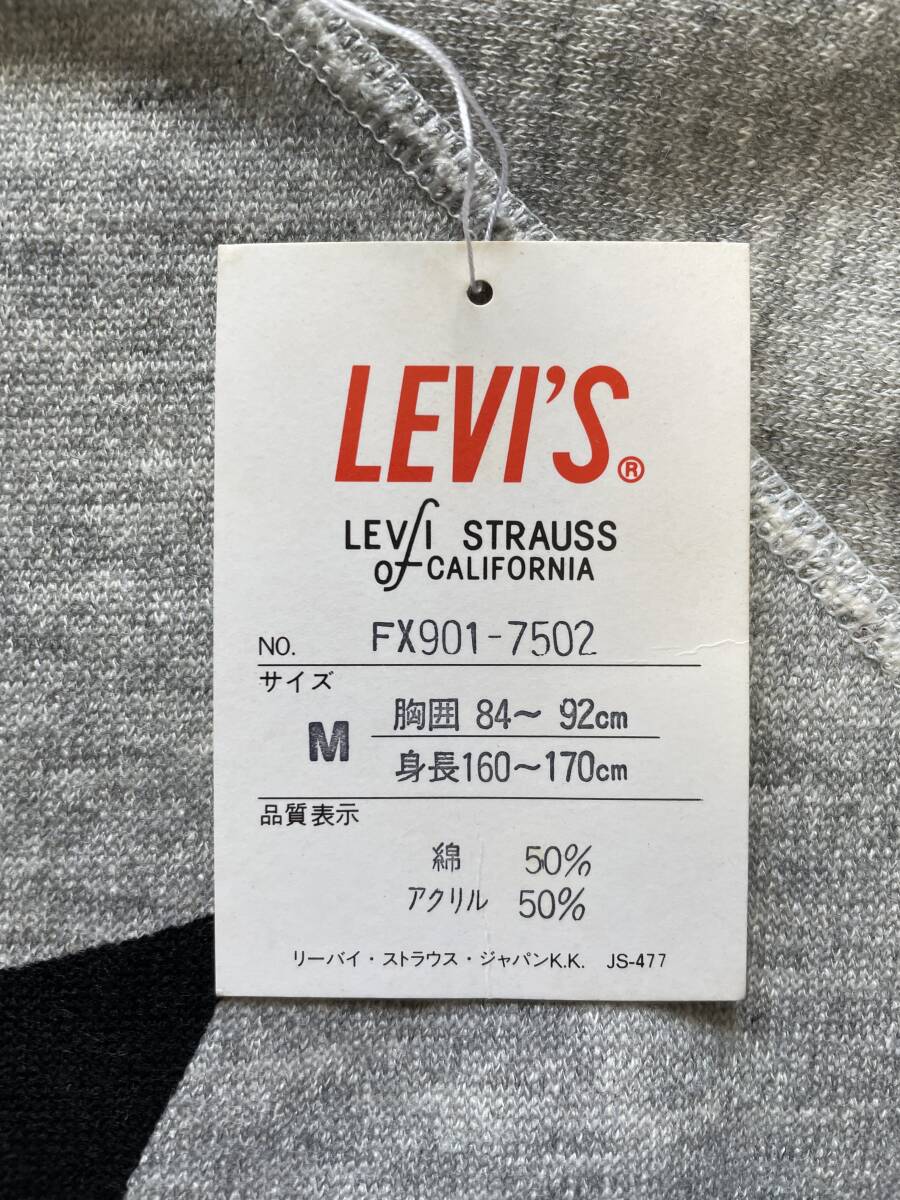 LEVI'S®
LEVI STRAUSS
of CALIFORNIA
NO. FX901-7502
サイズ
M 胸囲 84～92cm
身長160～170cm
品質表示
綿 50%
アクリル 50%
リーバイ・ストラウス・ジャパンK.K. JS-477